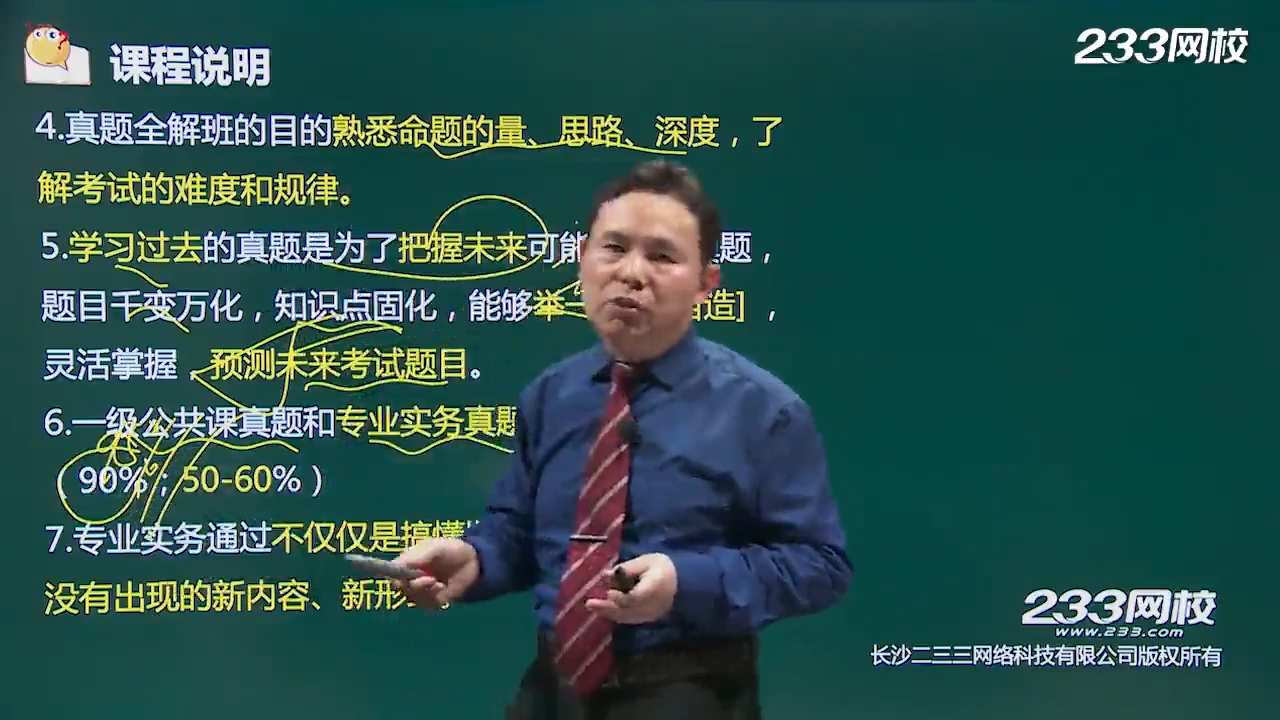 课程说明
233网校
4.真题全解班的目的熟悉命题的量、思路、深度，了
解考试的难度和规律。
5.学习过去的真题是为了把握未来可能 题，
题目千变万化，知识点固化，能够举一 造]，
灵活掌握，预测未来考试题目。
6.一级公共课真题和专业实务真题
90%；50-60%）
7.专业实务通过不仅仅是搞懂
没有出现的新内容、新形
233网校
www.233.com
长沙二三三网络科技有限公司版权所有